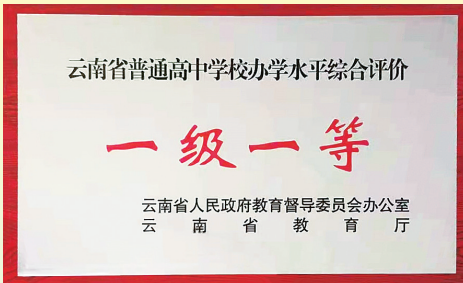 云南省普通高中学校办学水平综合评价
一级一等
云南省人民政府教育督导委员会办公室
云南省教育厅